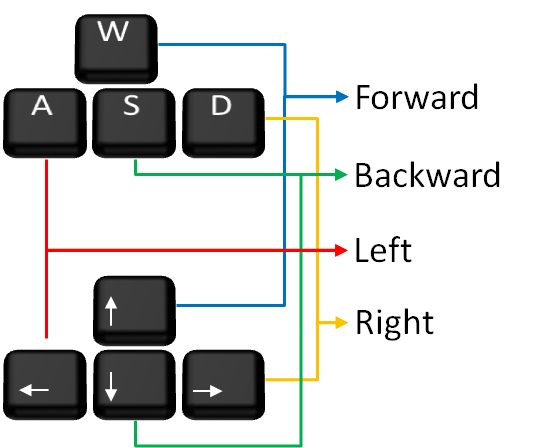 W
A S D
Forward
Backward
Left
Right
↑
← ↓ →